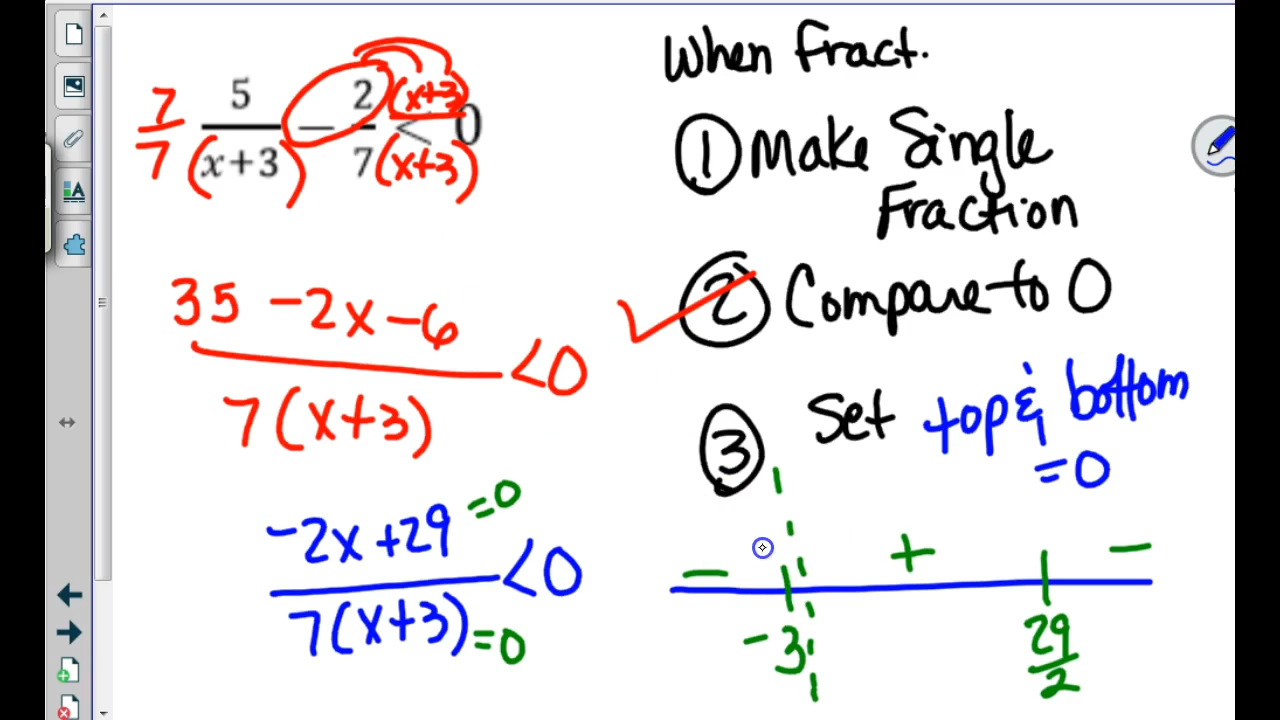 7/7 5/(x+3) − 2/7 (x+3)/(x+3) < 0
35 -2x -6 / 7(x+3) <0
-2x +29 =0 / 7(x+3) =0 <0
When Fract.
① Make Single
Fraction
② Compare to 0
③ Set top & bottom
=0
− + −
-3 29/2